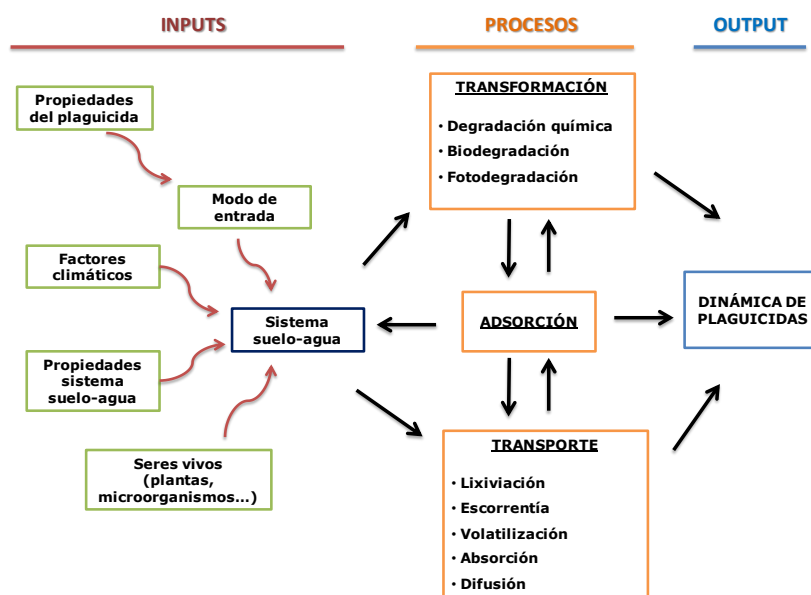 INPUTS
PROCESOS
OUTPUT
Propiedades
del plaguicida
Modo de
entrada
Factores
climáticos
Propiedades
sistema
suelo-agua
Seres vivos
(plantas,
microorganismos...)
Sistema
suelo-agua
TRANSFORMACIÓN
· Degradación química
· Biodegradación
· Fotodegradación
ADSORCIÓN
TRANSPORTE
· Lixiviación
· Escorrentía
· Volatilización
· Absorción
· Difusión
DINÁMICA DE
PLAGUICIDAS